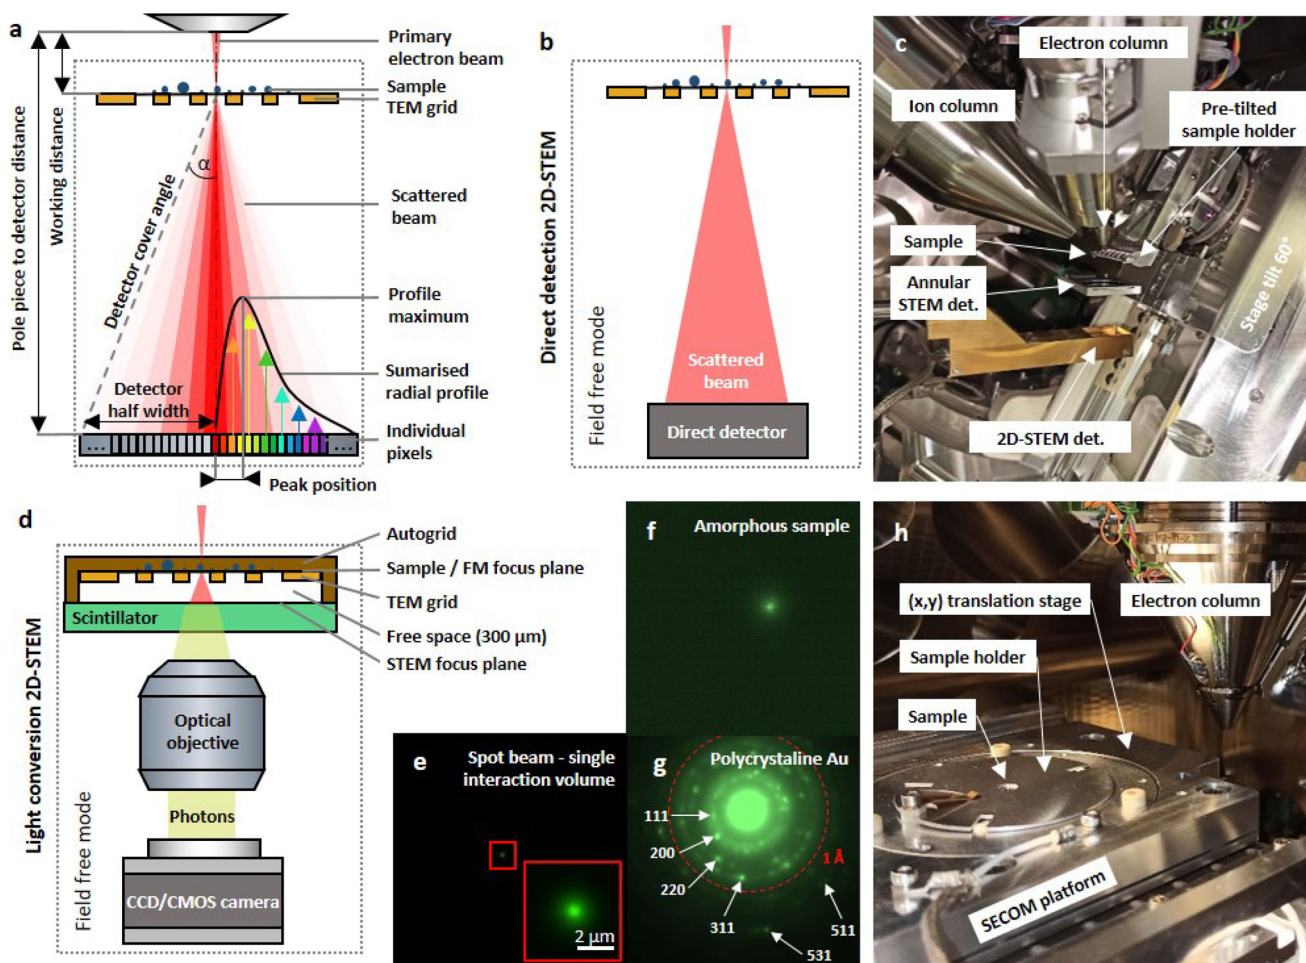 a
Pole piece to detector distance
Working distance
Primary
electron beam
Sample
TEM grid
α
Detector cover angle
Scattered
beam
Profile
maximum
Sumarised
radial profile
Detector
half width
Individual
pixels
...
...
Peak position
b
Direct detection 2D-STEM
Field free mode
Scattered
beam
Direct detector
c
Electron column
Ion column
Pre-tilted
sample holder
Sample
Annular
STEM det.
Stage tilt 60°
2D-STEM det.
d
Light conversion 2D-STEM
Field free mode
Autogrid
Sample / FM focus plane
TEM grid
Scintillator
Free space (300 µm)
STEM focus plane
Optical
objective
Photons
CCD/CMOS camera
e
Spot beam - single
interaction volume
2 µm
f
Amorphous sample
g
Polycrystaline Au
111
200
220
311
1 Å
511
531
h
(x,y) translation stage
Electron column
Sample holder
Sample
SECOM platform